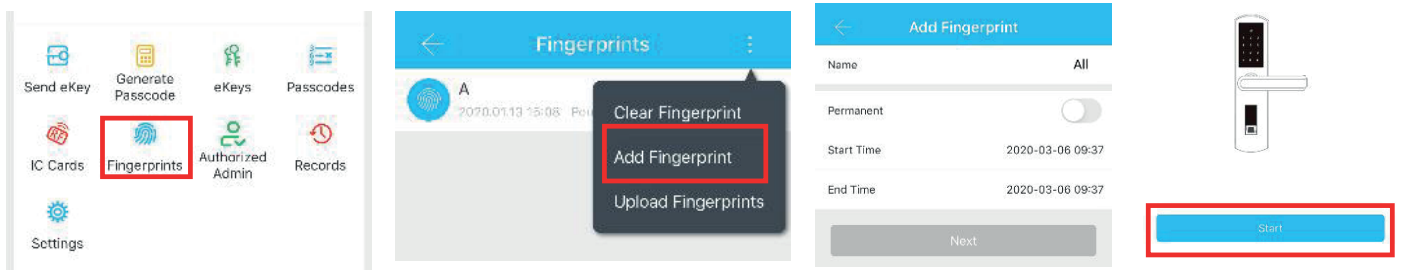 Send eKey
Generate
Passcode
eKeys
Passcodes
IC Cards
Fingerprints
Authorized
Admin
Records
Settings
Fingerprints
A
2020.01.13 15:08
Clear Fingerprint
Add Fingerprint
Upload Fingerprints
Add Fingerprint
Name All
Permanent
Start Time 2020-03-06 09:37
End Time 2020-03-06 09:37
Next
Start